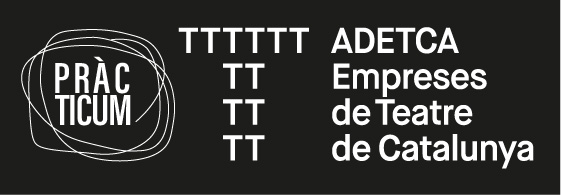 PRÀC
TICUM
TTTTTT
TT
TT
TT
ADETCA
Empreses
de Teatre
de Catalunya